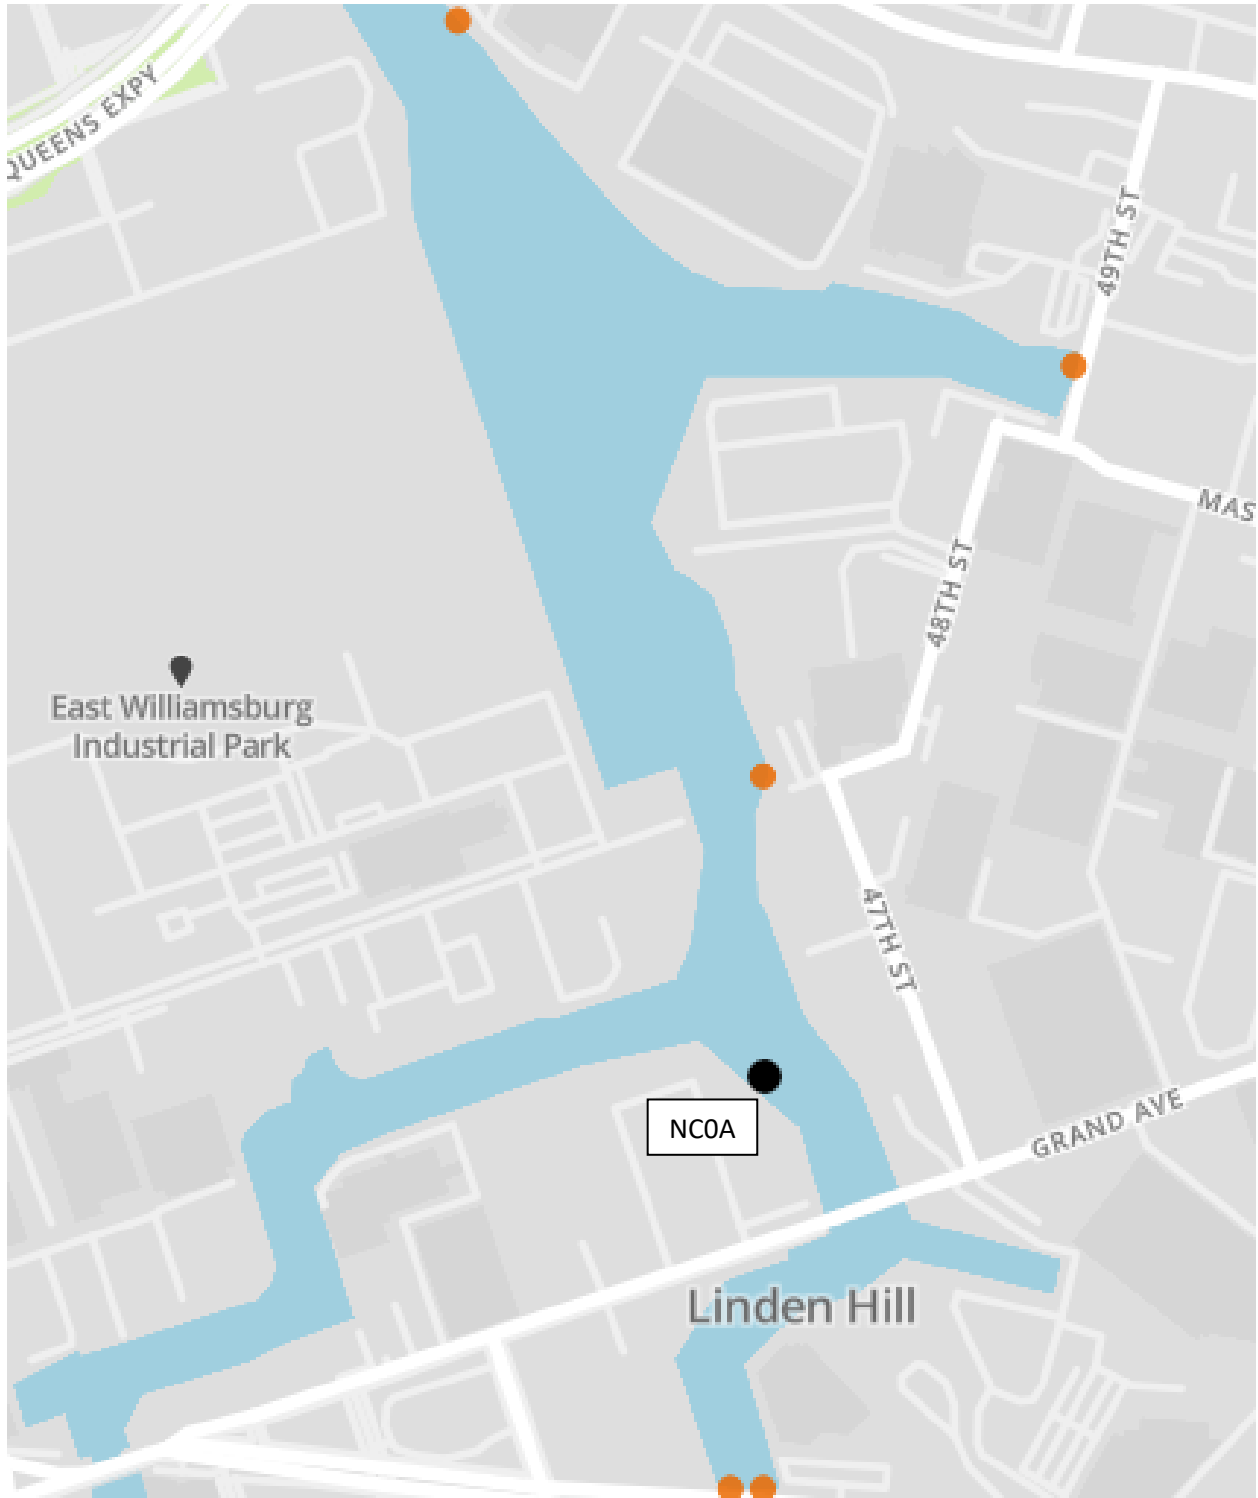 QUEENS EXPY
49TH ST
MAS
48TH ST
East Williamsburg
Industrial Park
47TH ST
GRAND AVE
NC0A
Linden Hill